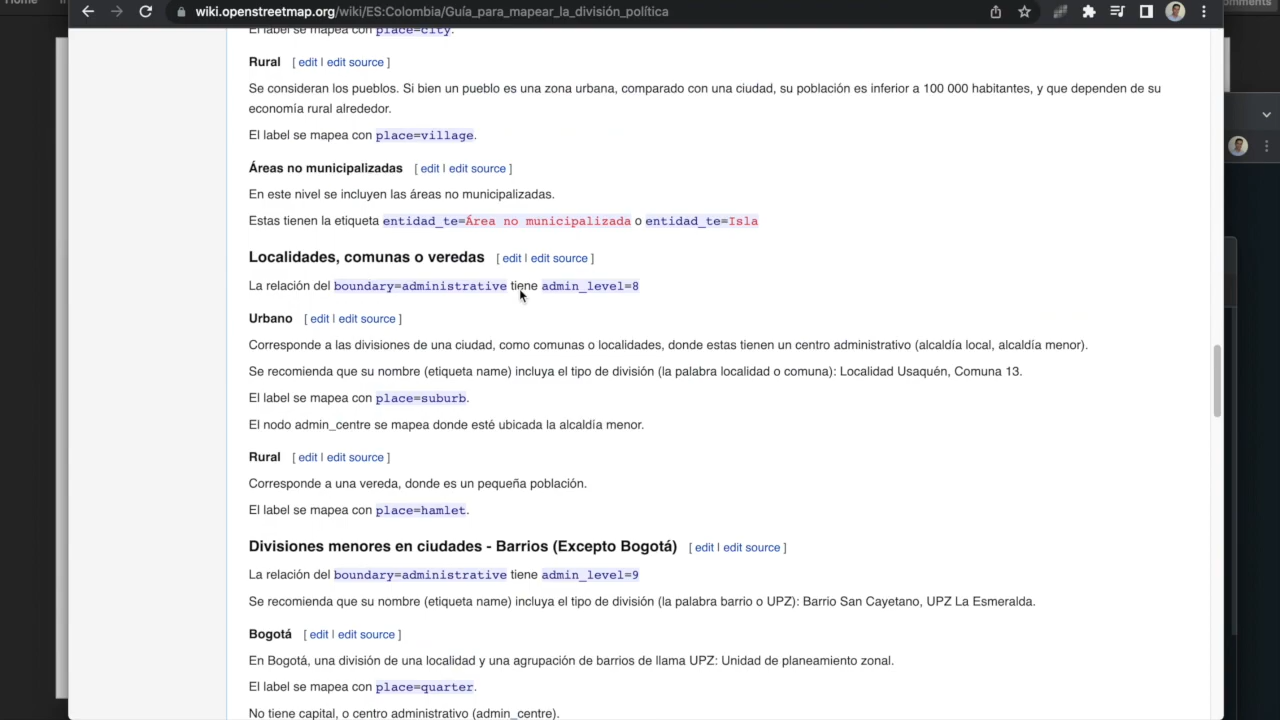 Home
omments
wiki.openstreetmap.org/wiki/ES:Colombia/Guía_para_mapear_la_división_política
El label se mapea con place=city.
Rural [ edit | edit source ]
Se consideran los pueblos. Si bien un pueblo es una zona urbana, comparado con una ciudad, su población es inferior a 100 000 habitantes, y que dependen de su
economía rural alrededor.
El label se mapea con place=village.
Áreas no municipalizadas [ edit | edit source ]
En este nivel se incluyen las áreas no municipalizadas.
Estas tienen la etiqueta entidad_te=Área no municipalizada o entidad_te=Isla
Localidades, comunas o veredas [ edit | edit source ]
La relación del boundary=administrative tiene admin_level=8
Urbano [ edit | edit source ]
Corresponde a las divisiones de una ciudad, como comunas o localidades, donde estas tienen un centro administrativo (alcaldía local, alcaldía menor).
Se recomienda que su nombre (etiqueta name) incluya el tipo de división (la palabra localidad o comuna): Localidad Usaquén, Comuna 13.
El label se mapea con place=suburb.
El nodo admin_centre se mapea donde esté ubicada la alcaldía menor.
Rural [ edit | edit source ]
Corresponde a una vereda, donde es un pequeña población.
El label se mapea con place=hamlet.
Divisiones menores en ciudades - Barrios (Excepto Bogotá) [ edit | edit source ]
La relación del boundary=administrative tiene admin_level=9
Se recomienda que su nombre (etiqueta name) incluya el tipo de división (la palabra barrio o UPZ): Barrio San Cayetano, UPZ La Esmeralda.
Bogotá [ edit | edit source ]
En Bogotá, una división de una localidad y una agrupación de barrios de llama UPZ: Unidad de planeamiento zonal.
El label se mapea con place=quarter.
No tiene capital, o centro administrativo (admin_centre).